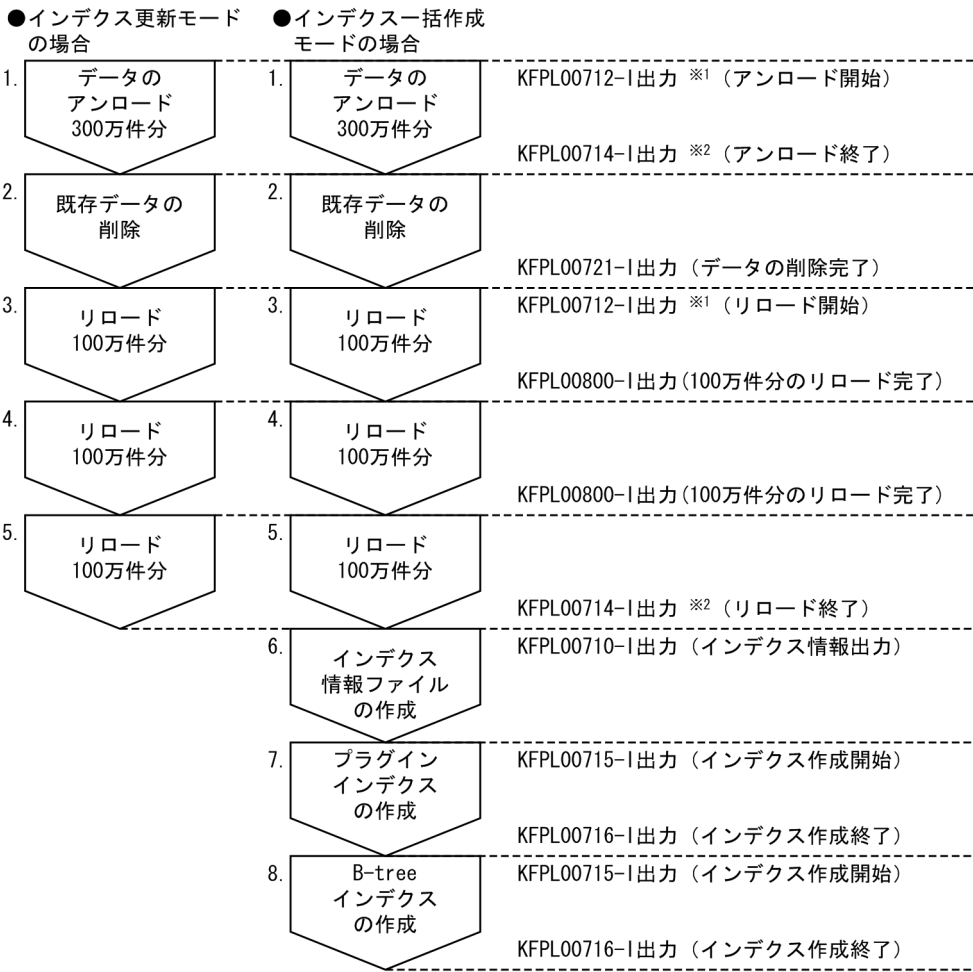 ●インデクス更新モード
の場合
●インデクス一括作成
モードの場合
1.
データの
アンロード
300万件分
1.
データの
アンロード
300万件分
KFPL00712-I出力 ※1（アンロード開始）
KFPL00714-I出力 ※2（アンロード終了）
2.
既存データの
削除
2.
既存データの
削除
KFPL00721-I出力（データの削除完了）
3.
リロード
100万件分
3.
リロード
100万件分
KFPL00712-I出力 ※1（リロード開始）
KFPL00800-I出力(100万件分のリロード完了)
4.
リロード
100万件分
4.
リロード
100万件分
KFPL00800-I出力(100万件分のリロード完了)
5.
リロード
100万件分
5.
リロード
100万件分
KFPL00714-I出力 ※2（リロード終了）
6.
インデクス
情報ファイル
の作成
KFPL00710-I出力（インデクス情報出力）
7.
プラグイン
インデクス
の作成
KFPL00715-I出力（インデクス作成開始）
KFPL00716-I出力（インデクス作成終了）
8.
B-tree
インデクス
の作成
KFPL00715-I出力（インデクス作成開始）
KFPL00716-I出力（インデクス作成終了）